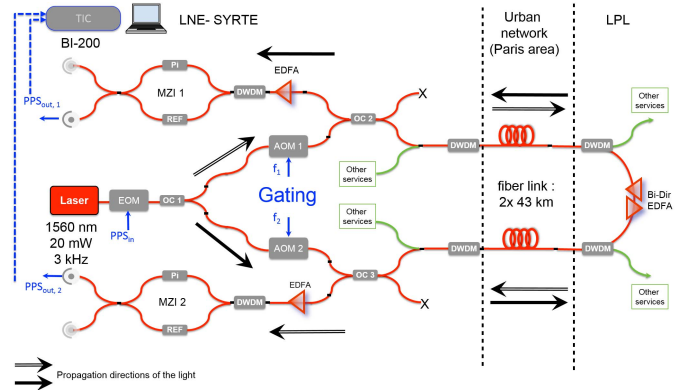 TIC
LNE- SYRTE
BI-200
Urban
network
(Paris area)
LPL
EDFA
PI
MZI 1
REF
DWDM
PPSout, 1
OC 2
X
Other
services
AOM 1
f1
Other
services
DWDM
DWDM
Laser
EOM
OC 1
Gating
fiber link :
2x 43 km
Bi-Dir
EDFA
1560 nm
20 mW
3 kHz
PPSin
f2
AOM 2
Other
services
DWDM
DWDM
PPSout, 2
PI
MZI 2
REF
DWDM
EDFA
OC 3
X
Other
services
Propagation directions of the light